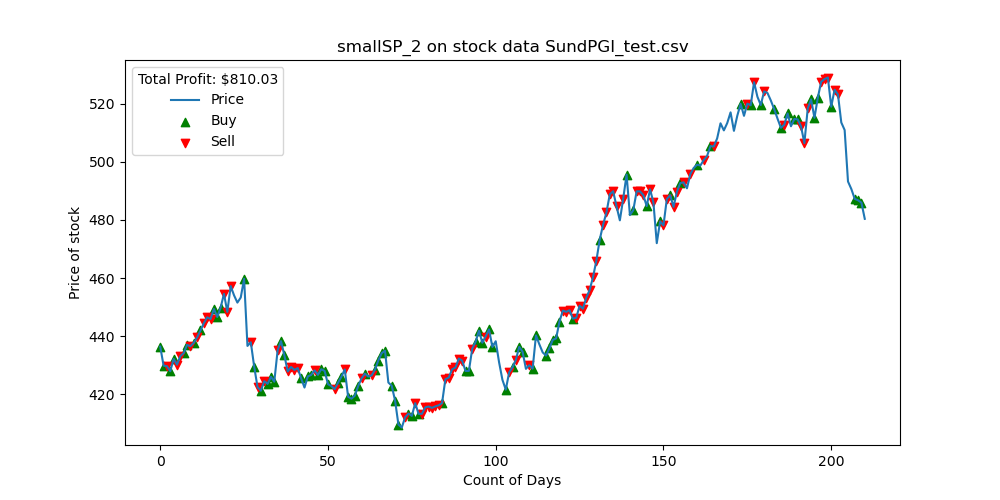 smallSP_2 on stock data SundPGI_test.csv
Total Profit: $810.03
Price
Buy
Sell
Price of stock
520
500
480
460
440
420
0
50
100
150
200
Count of Days